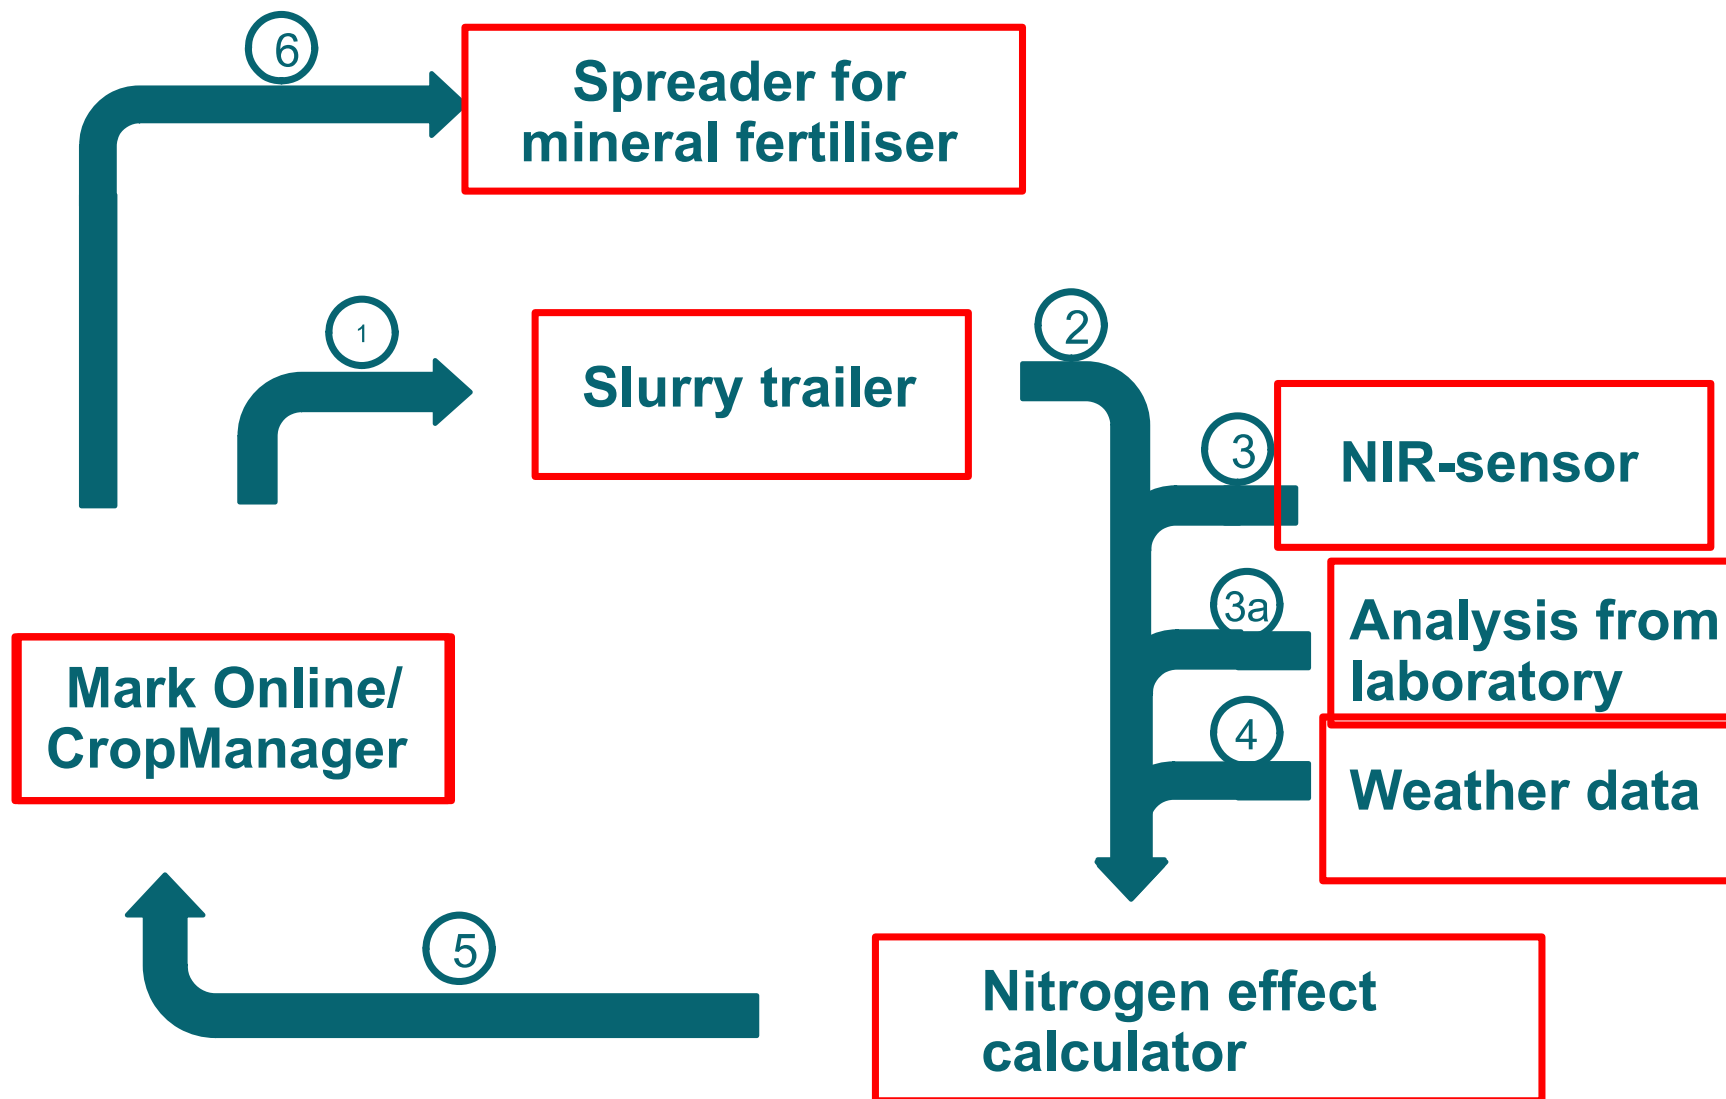 6
Spreader for
mineral fertiliser
1
Slurry trailer
2
3
NIR-sensor
3a
Analysis from
laboratory
4
Weather data
Mark Online/
CropManager
5
Nitrogen effect
calculator